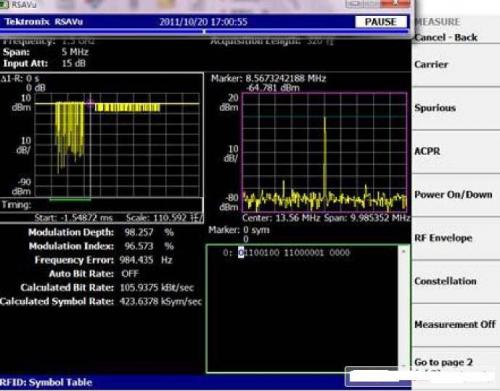 RSAVu
Tektronix RSAVu 2011/10/20 17:00:55 PAUSE
Frequency: 1.5 GHz Acquisition Length: 320
Span: 5 MHz
Input Att: 15 dB
Δ1-R: 0 s
0 dB
10
dBm
10
dB/
-90
dBm
Timing:
Start: -1.54872 m Scale: 110.592
Marker: 8.5673242188 MHz
-64.781 dBm
20
dBm
10
dB/
-80
dBm
Center: 13.56 MHz Span: 9.985352 MHz
Modulation Depth: 98.257 %
Modulation Index: 96.573 %
Frequency Error: 984.435 Hz
Auto Bit Rate: OFF
Calculated Bit Rate: 105.9375 kBt/sec
Calculated Symbol Rate: 423.6378 kSym/sec
Marker: 0 sym
0
0: 01100100 11000001 0000
RFID: Symbol Table
MEASURE
Cancel - Back
Carrier
Spurious
ACPR
Power On/Down
RF Envelope
Constellation
Measurement Off
Go to page 2